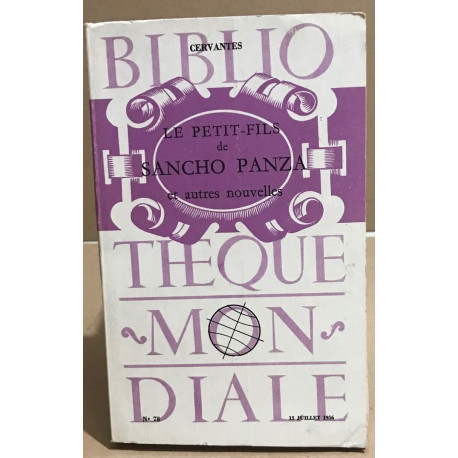 BIBLIO
CERVANTES
LE PETIT-FILS
de
SANCHO PANZA
et autres nouvelles
THEQUE
MON
DIALE
N° 78
15 JUILLET 1956